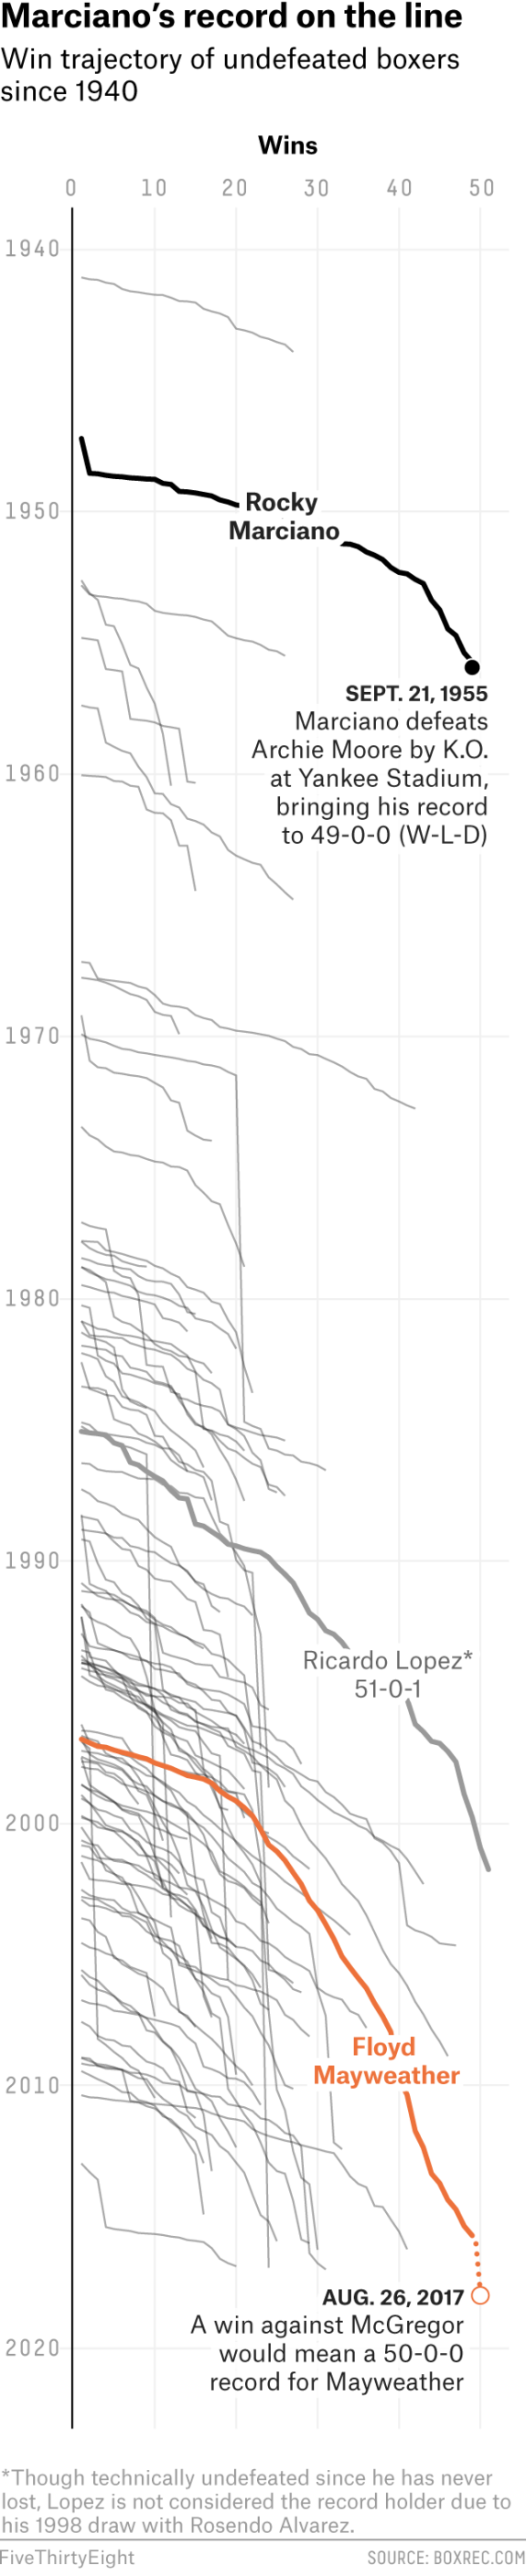 Marciano's record on the line
Win trajectory of undefeated boxers
since 1940
Wins
0 10 20 30 40 50
1940
Rocky
Marciano
1950
SEPT. 21, 1955
Marciano defeats
Archie Moore by K.O.
at Yankee Stadium,
bringing his record
to 49-0-0 (W-L-D)
1960
1970
1980
1990
Ricardo Lopez*
51-0-1
2000
Floyd
Mayweather
2010
AUG. 26, 2017
A win against McGregor
would mean a 50-0-0
record for Mayweather
2020
*Though technically undefeated since he has never
lost, Lopez is not considered the record holder due to
his 1998 draw with Rosendo Alvarez.
FiveThirtyEight SOURCE: BOXREC.COM